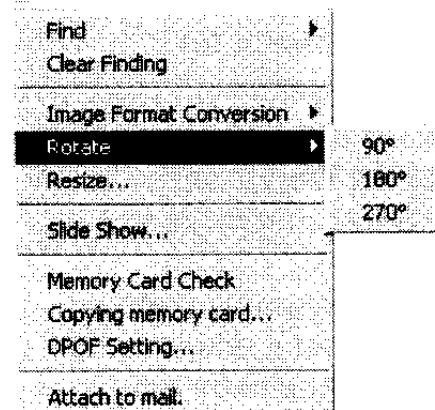 Find
Clear Finding
Image Format Conversion
Rotate
90°
180°
270°
Resize...
Slide Show...
Memory Card Check
Copying memory card...
DPOF Setting...
Attach to mail.